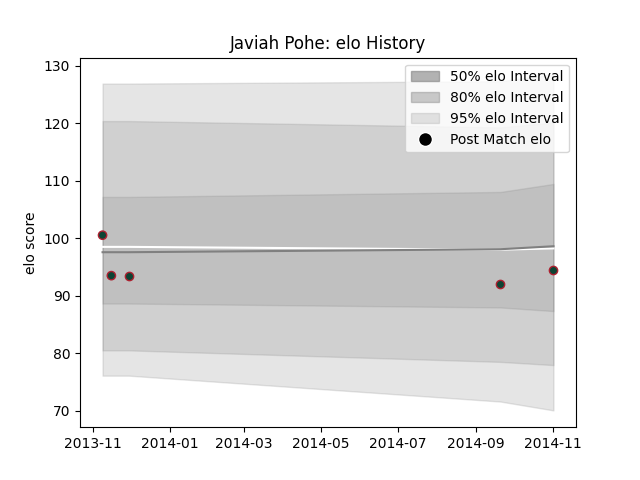 Javiah Pohe: elo History
130
120
110
100
90
80
70
elo score
50% elo Interval
80% elo Interval
95% elo Interval
Post Match elo
2013-11 2014-01 2014-03 2014-05 2014-07 2014-09 2014-11